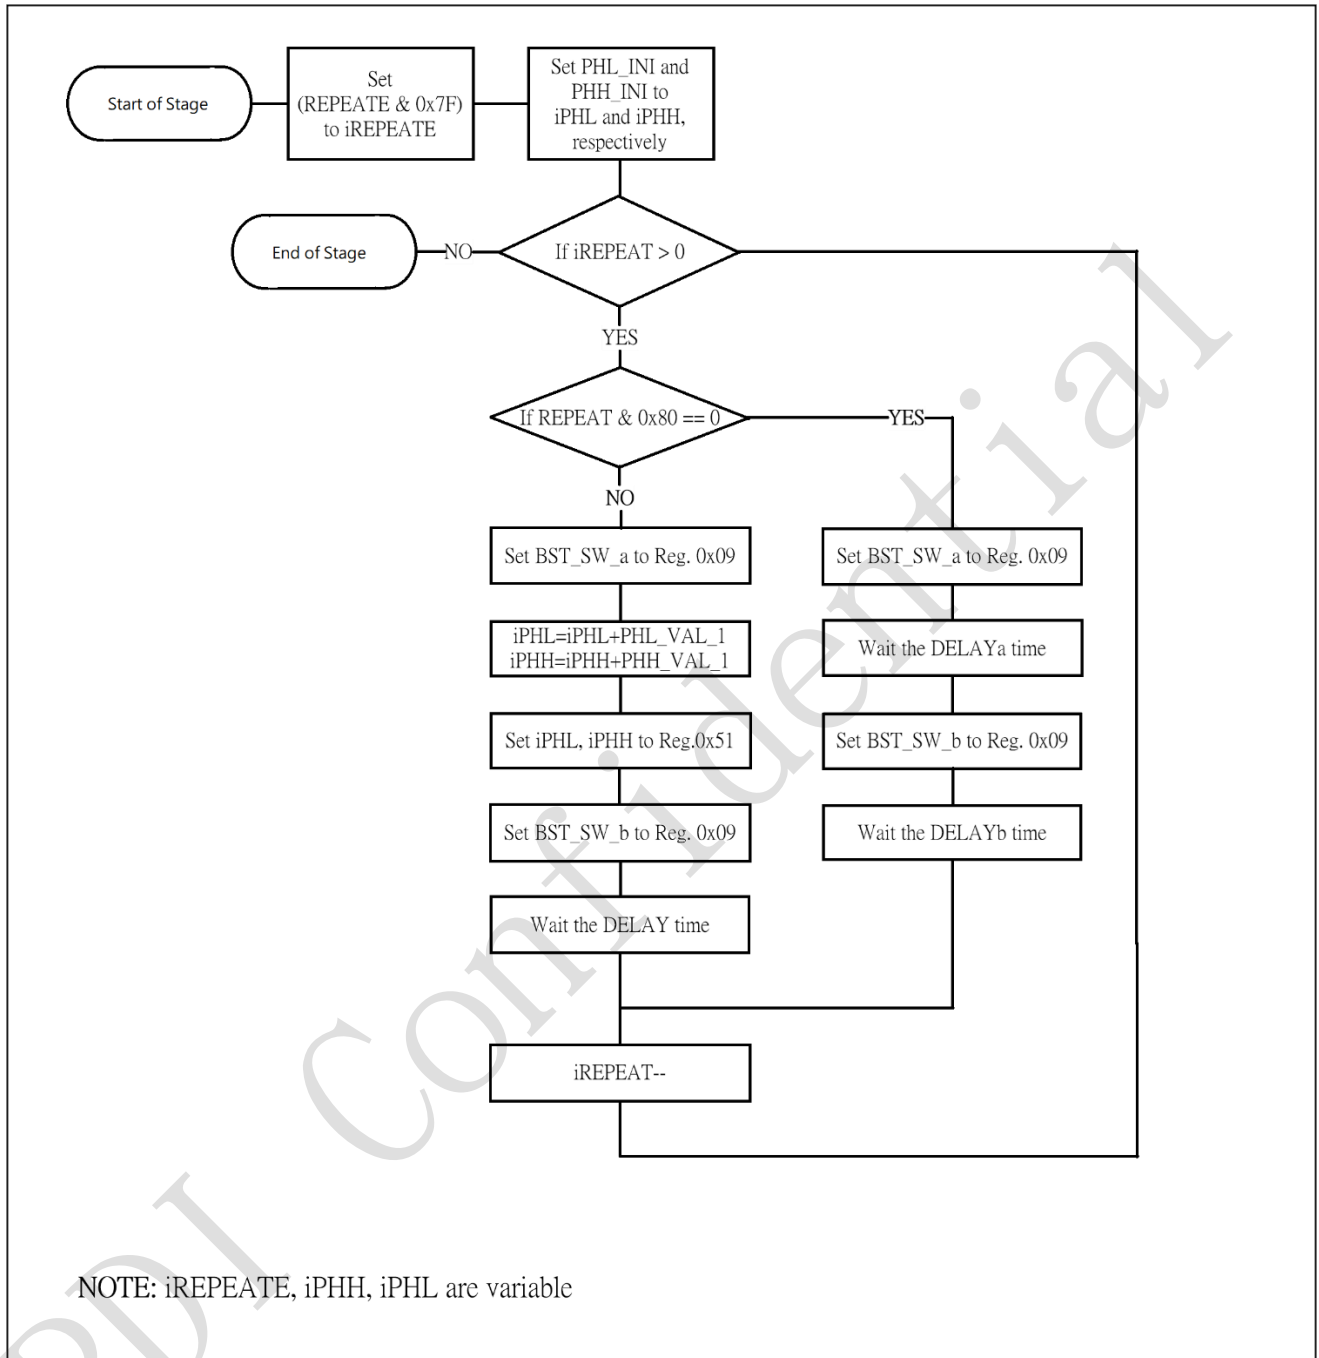 Start of Stage
Set
(REPEATE & 0x7F)
to iREPEATE
Set PHL_INI and
PHH_INI to
iPHL and iPHH,
respectively
End of Stage
NO
If iREPEAT > 0
YES
If REPEAT & 0x80 == 0
YES
NO
Set BST_SW_a to Reg. 0x09
Set BST_SW_a to Reg. 0x09
iPHL=iPHL+PHL_VAL_1
iPHH=iPHH+PHH_VAL_1
Wait the DELAYa time
Set iPHL, iPHH to Reg.0x51
Set BST_SW_b to Reg. 0x09
Set BST_SW_b to Reg. 0x09
Wait the DELAYb time
Wait the DELAY time
iREPEAT--
NOTE: iREPEATE, iPHH, iPHL are variable
PDI Confidential